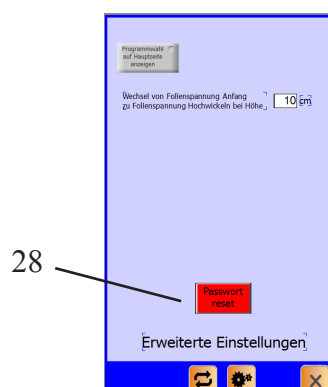 Programmwahl
auf Hauptseite
anzeigen
Wechsel von Folienspannung Anfang
zu Folienspannung Hochwickeln bei Höhe
10 cm
28
Passwort
reset
Erweiterte Einstellungen